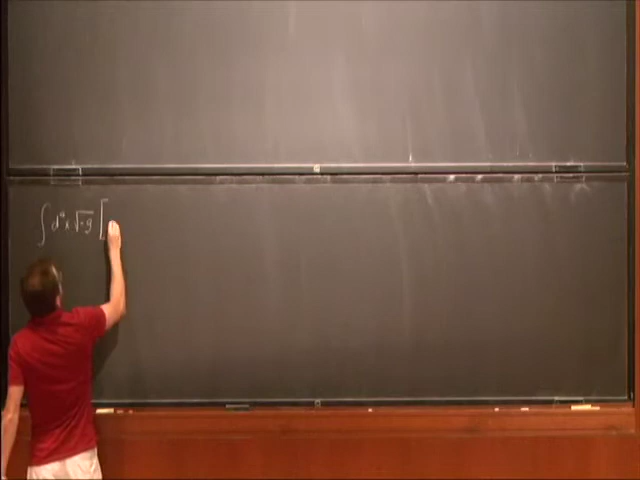 ∫ d⁴x √-g [